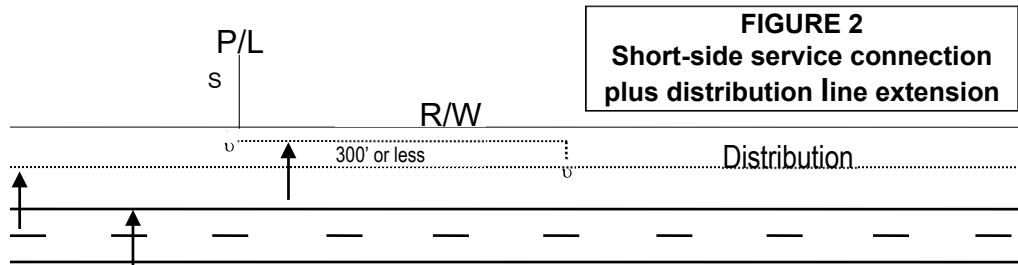 FIGURE 2
Short-side service connection
plus distribution line extension
P/L
S
R/W
υ
300' or less
υ
Distribution